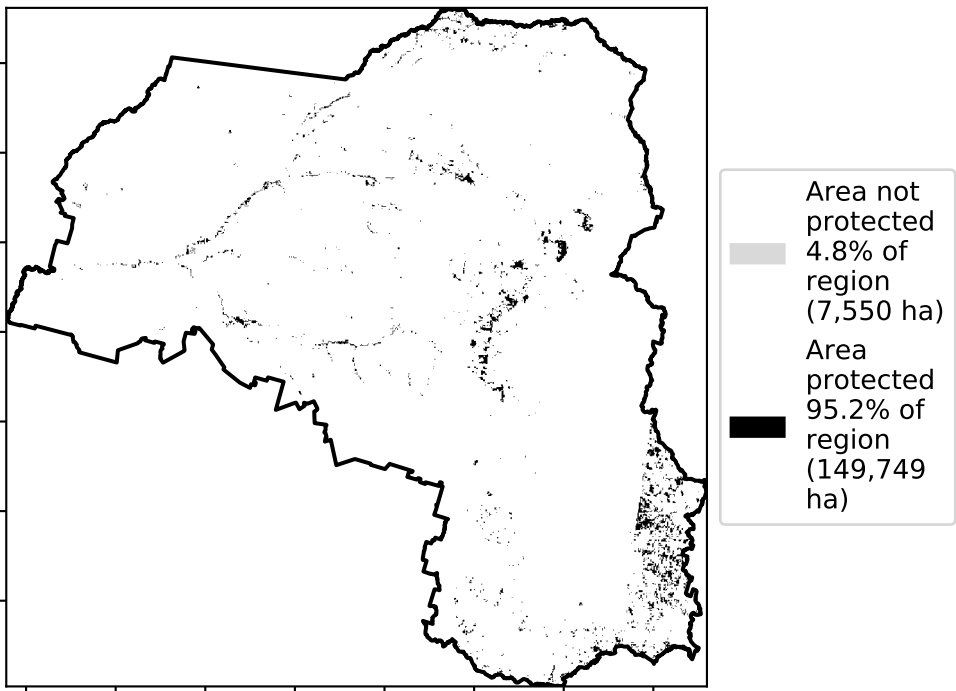 Area not
protected
4.8% of
region
(7,550 ha)
Area
protected
95.2% of
region
(149,749
ha)